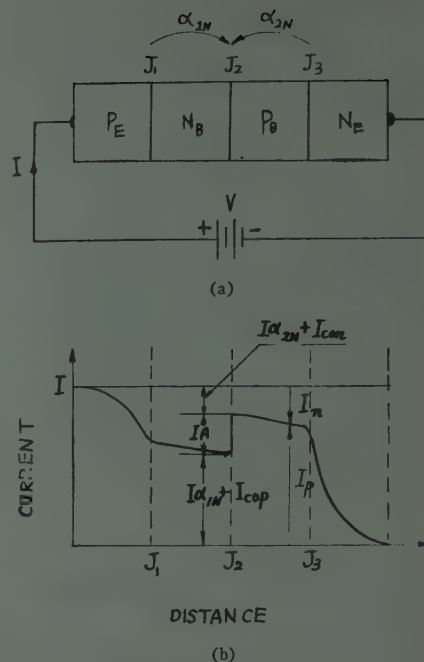 α2N α2N
J1 J2 J3
PE NB PB NE
I
V
+ -
(a)
Iα2N + Icon
I
In
IA
Iα1N + Icop
IP
CURRENT
J1 J2 J3
DISTANCE
(b)